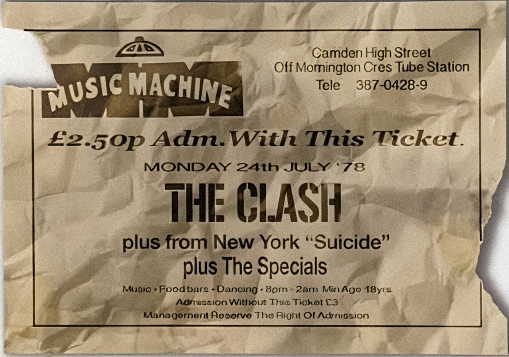 Camden High Street
Off Mornington Cres Tube Station
Tele 387-0428-9
MUSIC MACHINE
£2.50p Adm.With This Ticket.
MONDAY 24th JULY '78
THE CLASH
plus from New York “Suicide”
plus The Specials
Music • Food bars • Dancing • 8pm - 2am Min Age 18yrs
Admission Without This Ticket £3
Management Reserve The Right Of Admission